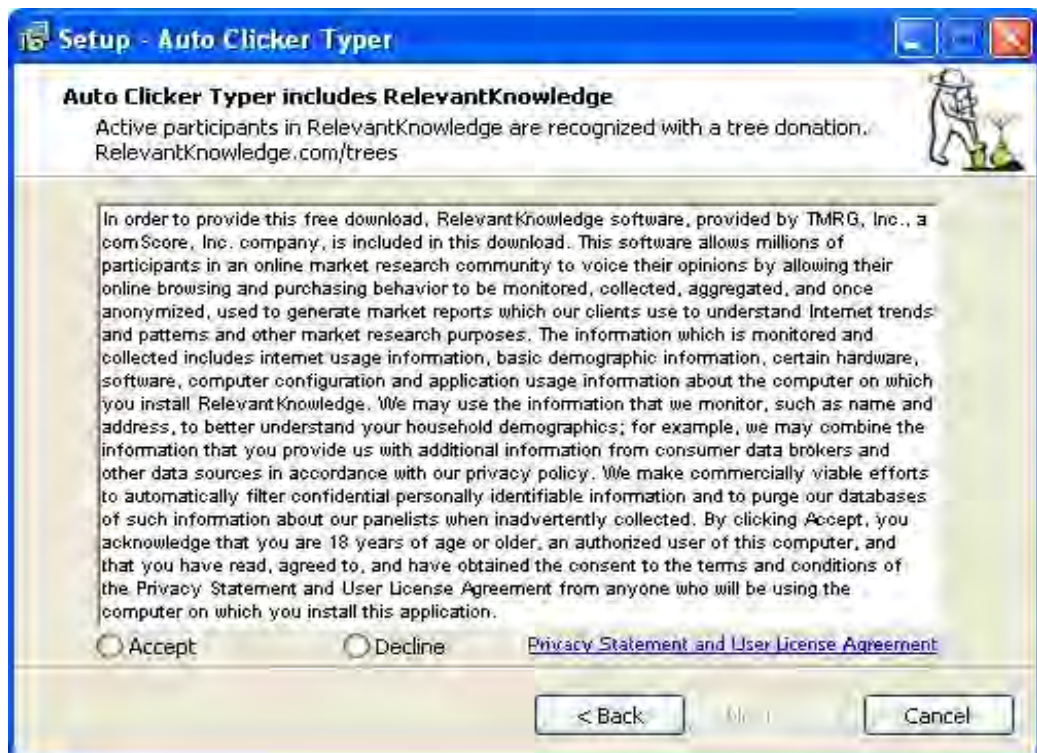 Setup - Auto Clicker Typer
Auto Clicker Typer includes RelevantKnowledge
Active participants in RelevantKnowledge are recognized with a tree donation.
RelevantKnowledge.com/trees
In order to provide this free download, RelevantKnowledge software, provided by TMRG, Inc., a
comScore, Inc. company, is included in this download. This software allows millions of
participants in an online market research community to voice their opinions by allowing their
online browsing and purchasing behavior to be monitored, collected, aggregated, and once
anonymized, used to generate market reports which our clients use to understand Internet trends
and patterns and other market research purposes. The information which is monitored and
collected includes internet usage information, basic demographic information, certain hardware,
software, computer configuration and application usage information about the computer on which
you install RelevantKnowledge. We may use the information that we monitor, such as name and
address, to better understand your household demographics; for example, we may combine the
information that you provide us with additional information from consumer data brokers and
other data sources in accordance with our privacy policy. We make commercially viable efforts
to automatically filter confidential personally identifiable information and to purge our databases
of such information about our panelists when inadvertently collected. By clicking Accept, you
acknowledge that you are 18 years of age or older, an authorized user of this computer, and
that you have read, agreed to, and have obtained the consent to the terms and conditions of
the Privacy Statement and User License Agreement from anyone who will be using the
computer on which you install this application.
Accept Decline Privacy Statement and User License Agreement
< Back Cancel